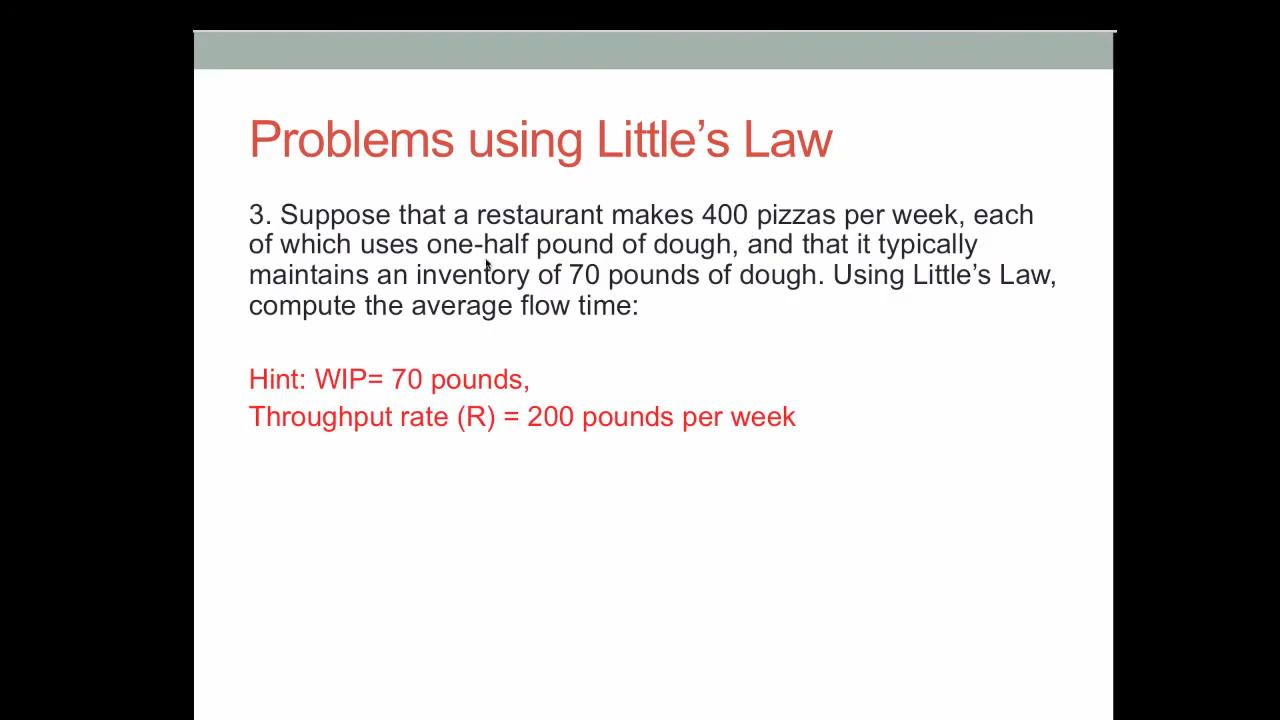 Problems using Little’s Law
3. Suppose that a restaurant makes 400 pizzas per week, each
of which uses one-half pound of dough, and that it typically
maintains an inventory of 70 pounds of dough. Using Little’s Law,
compute the average flow time:
Hint: WIP= 70 pounds,
Throughput rate (R) = 200 pounds per week